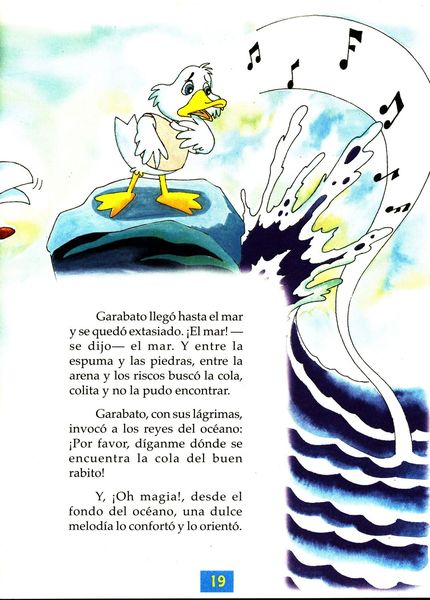 Garabato llegó hasta el mar
y se quedó extasiado. ¡El mar! —
se dijo— el mar. Y entre la
espuma y las piedras, entre la
arena y los riscos buscó la cola,
colita y no la pudo encontrar.
Garabato, con sus lágrimas,
invocó a los reyes del océano:
¡Por favor, díganme dónde se
encuentra la cola del buen
rabito!
Y, ¡Oh magia!, desde el
fondo del océano, una dulce
melodía lo confortó y lo orientó.
19